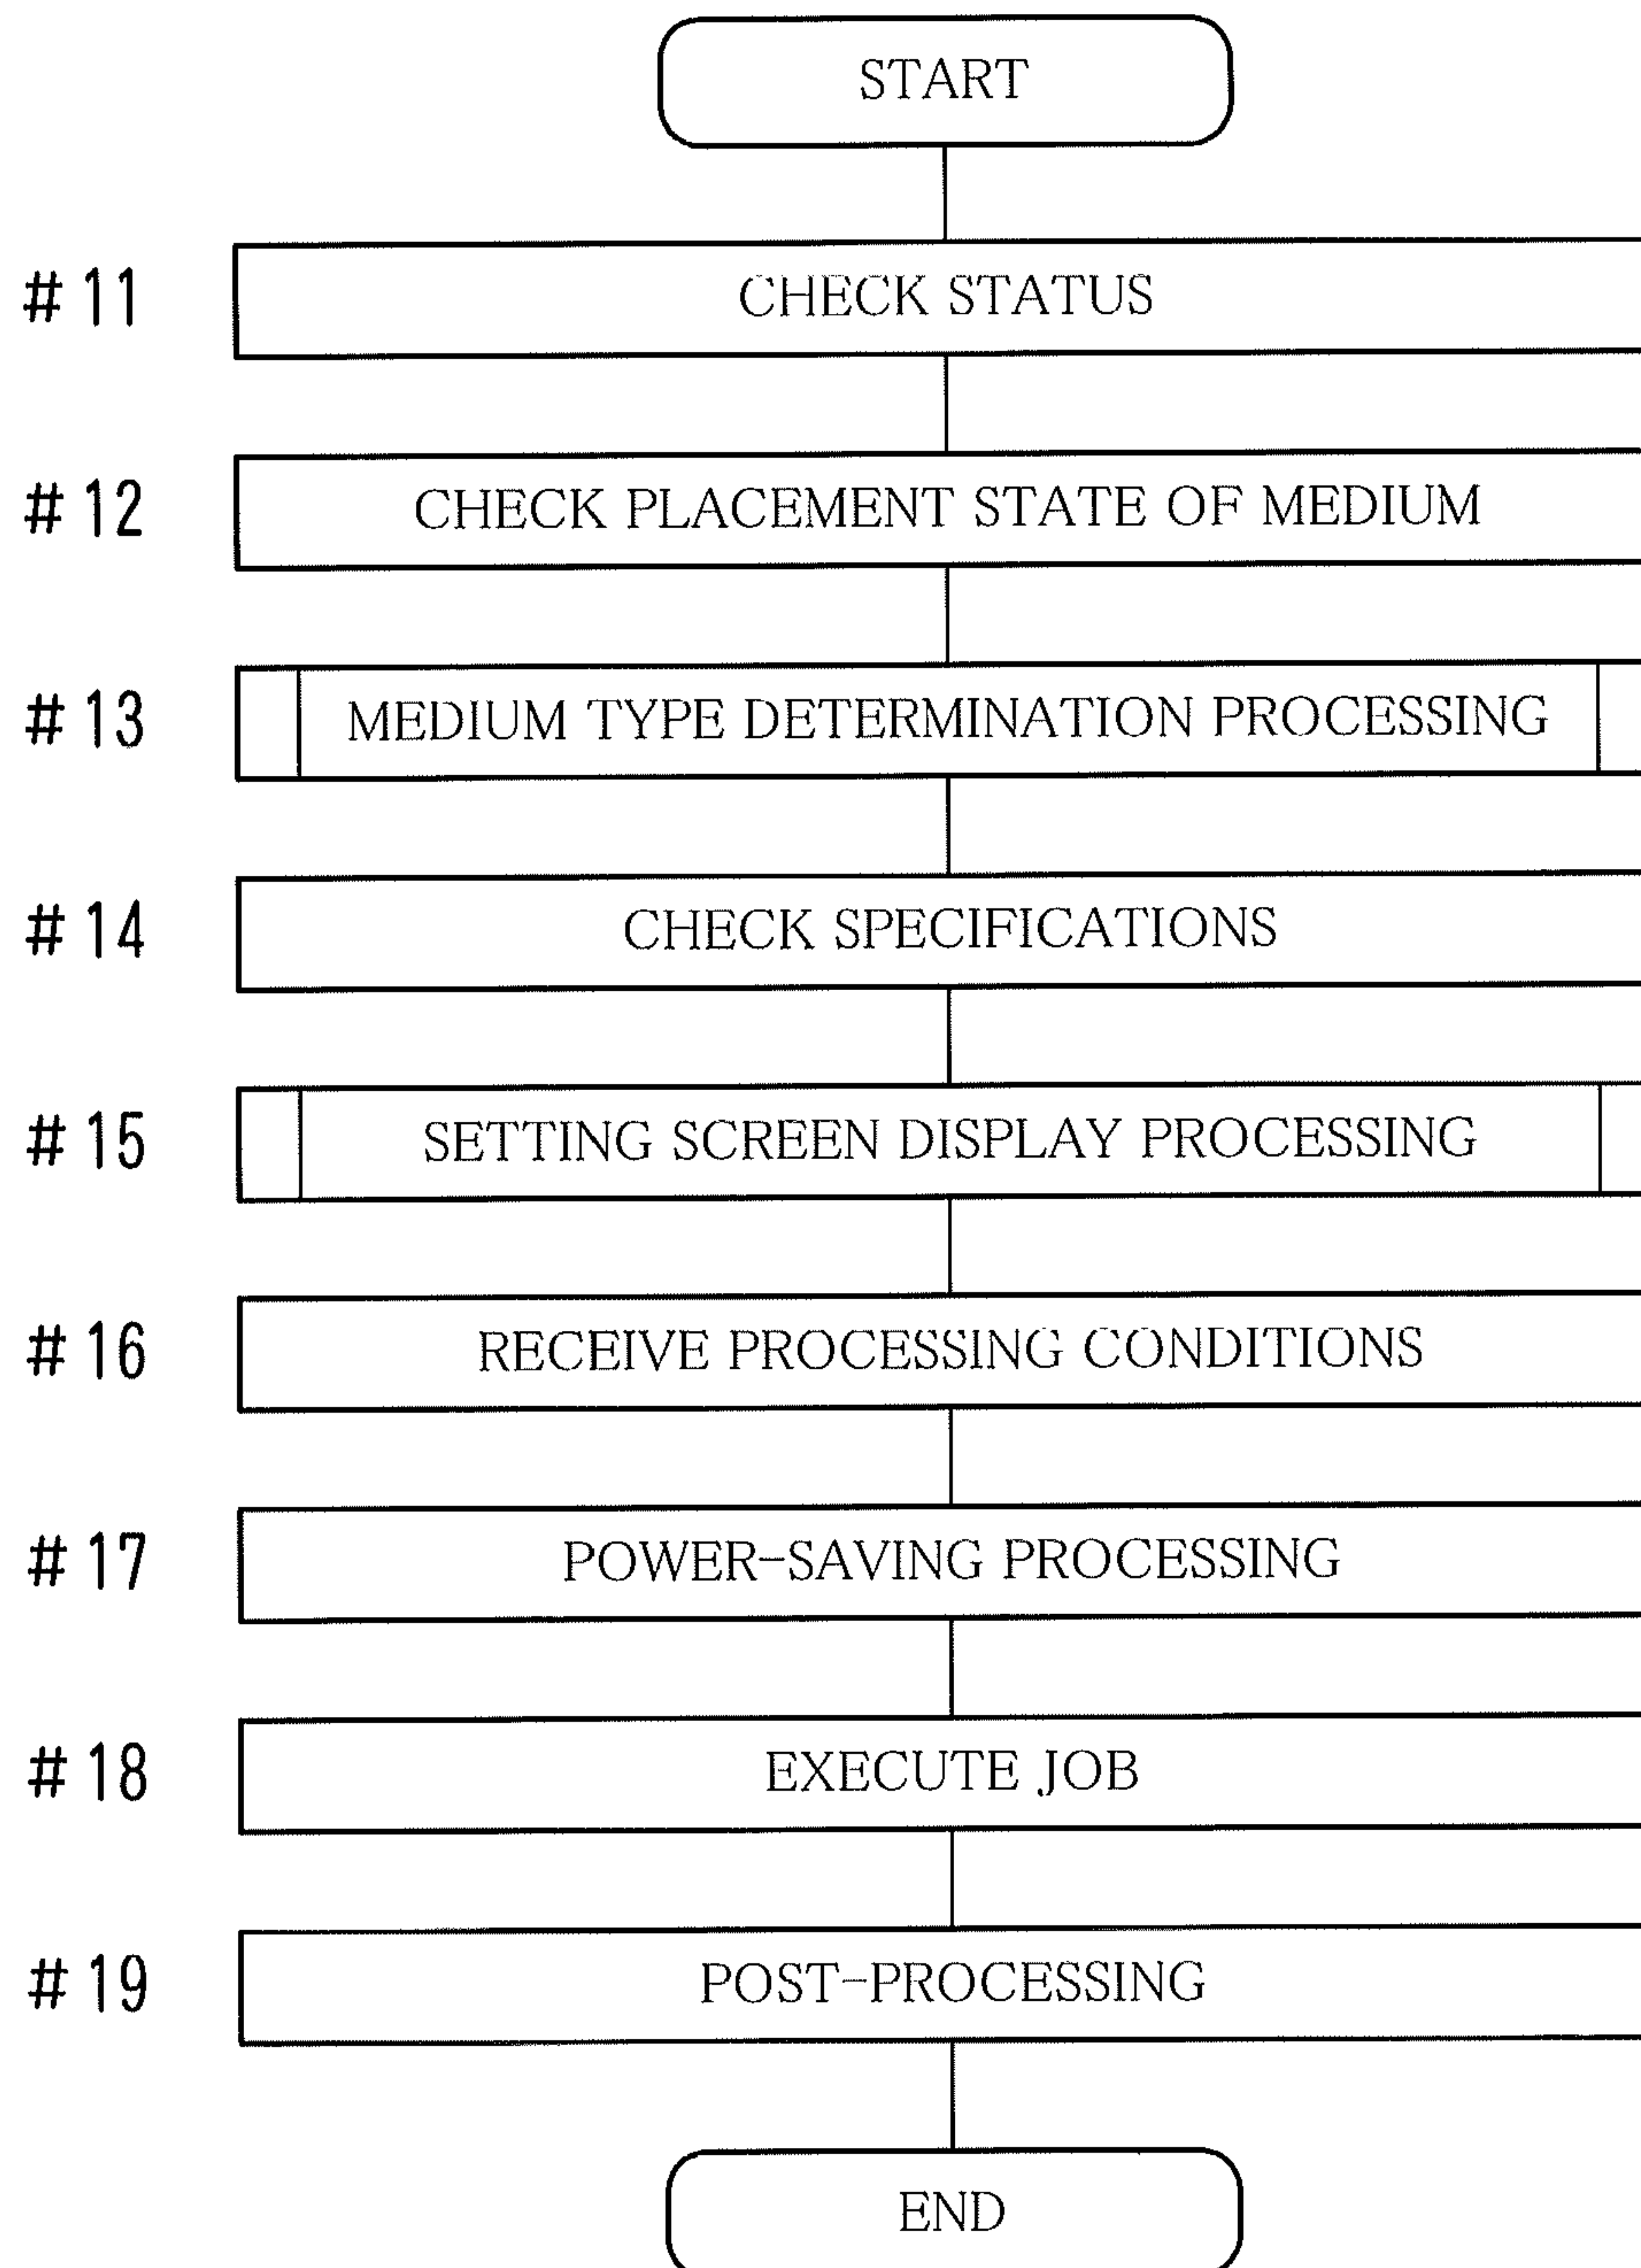 START
#11 CHECK STATUS
#12 CHECK PLACEMENT STATE OF MEDIUM
#13 MEDIUM TYPE DETERMINATION PROCESSING
#14 CHECK SPECIFICATIONS
#15 SETTING SCREEN DISPLAY PROCESSING
#16 RECEIVE PROCESSING CONDITIONS
#17 POWER-SAVING PROCESSING
#18 EXECUTE JOB
#19 POST-PROCESSING
END